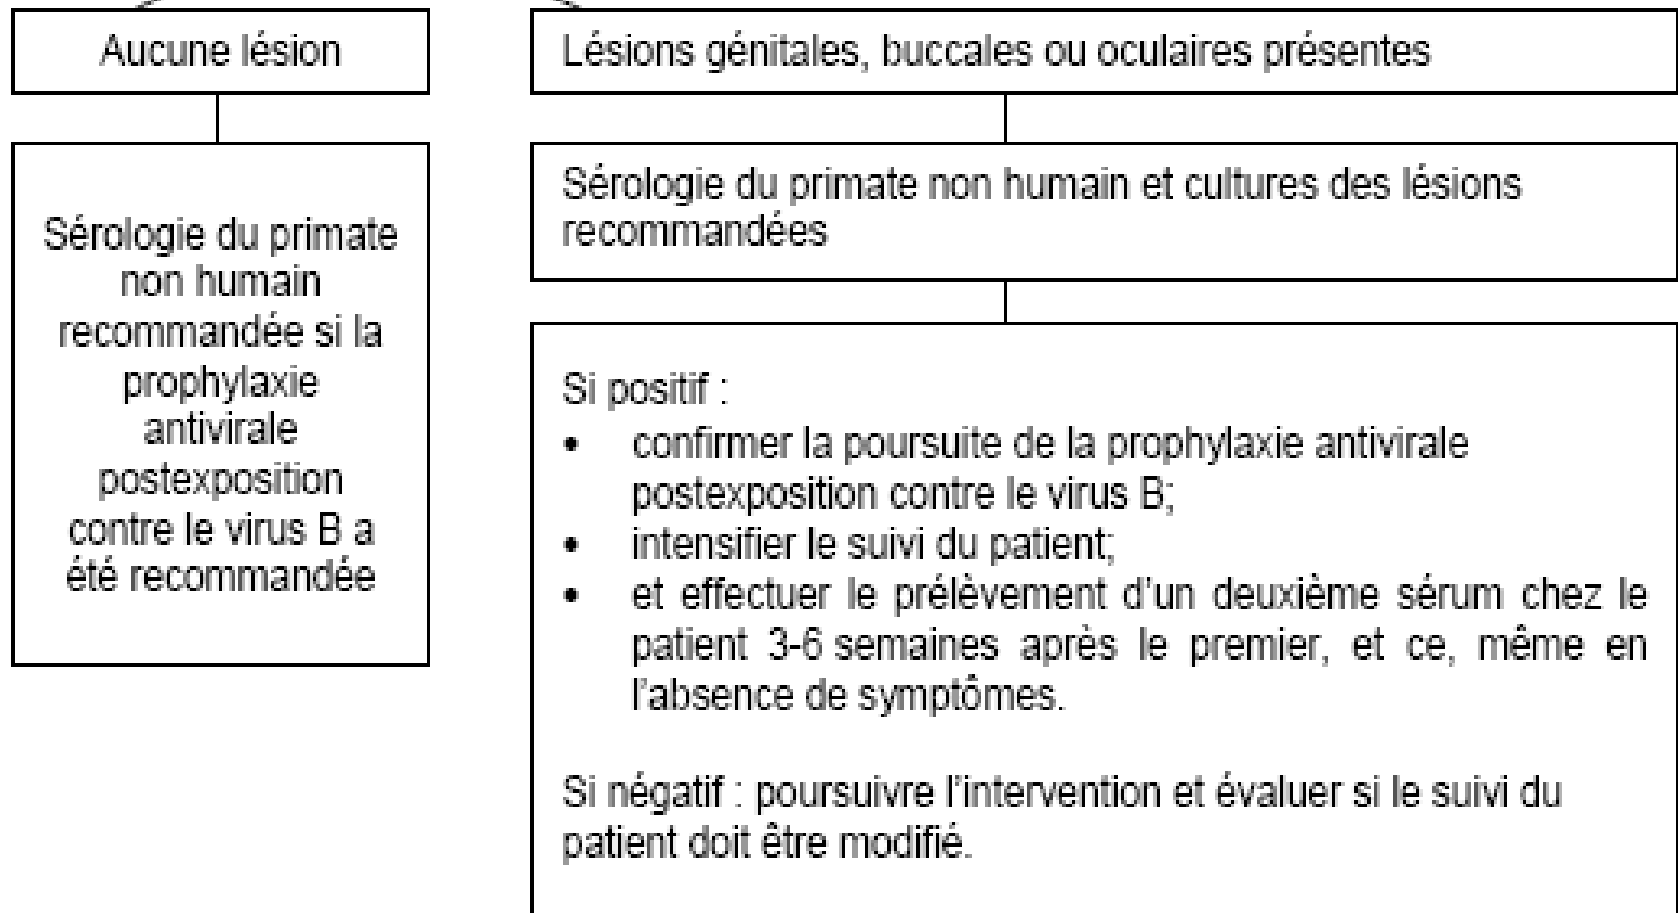 Aucune lésion
Sérologie du primate
non humain
recommandée si la
prophylaxie
antivirale
postexposition
contre le virus B a
été recommandée
Lésions génitales, buccales ou oculaires présentes
Sérologie du primate non humain et cultures des lésions
recommandées
Si positif :
• confirmer la poursuite de la prophylaxie antivirale
postexposition contre le virus B;
• intensifier le suivi du patient;
• et effectuer le prélèvement d'un deuxième sérum chez le
patient 3-6 semaines après le premier, et ce, même en
l'absence de symptômes.
Si négatif : poursuivre l'intervention et évaluer si le suivi du
patient doit être modifié.